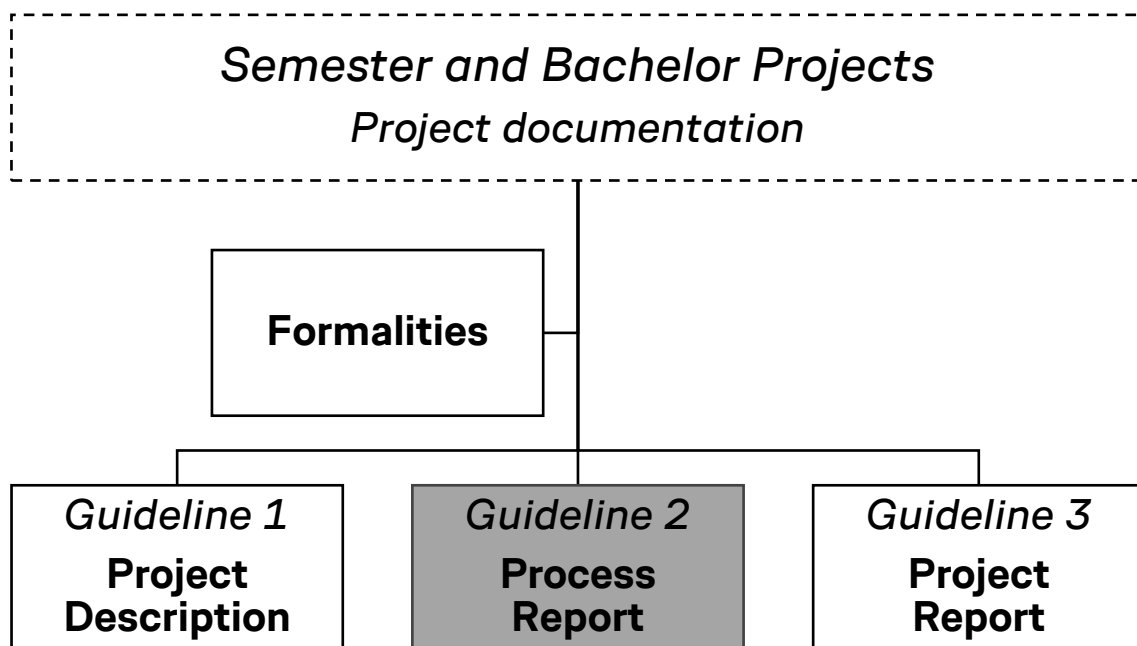 Semester and Bachelor Projects
Project documentation
Formalities
Guideline 1
Project
Description
Guideline 2
Process
Report
Guideline 3
Project
Report